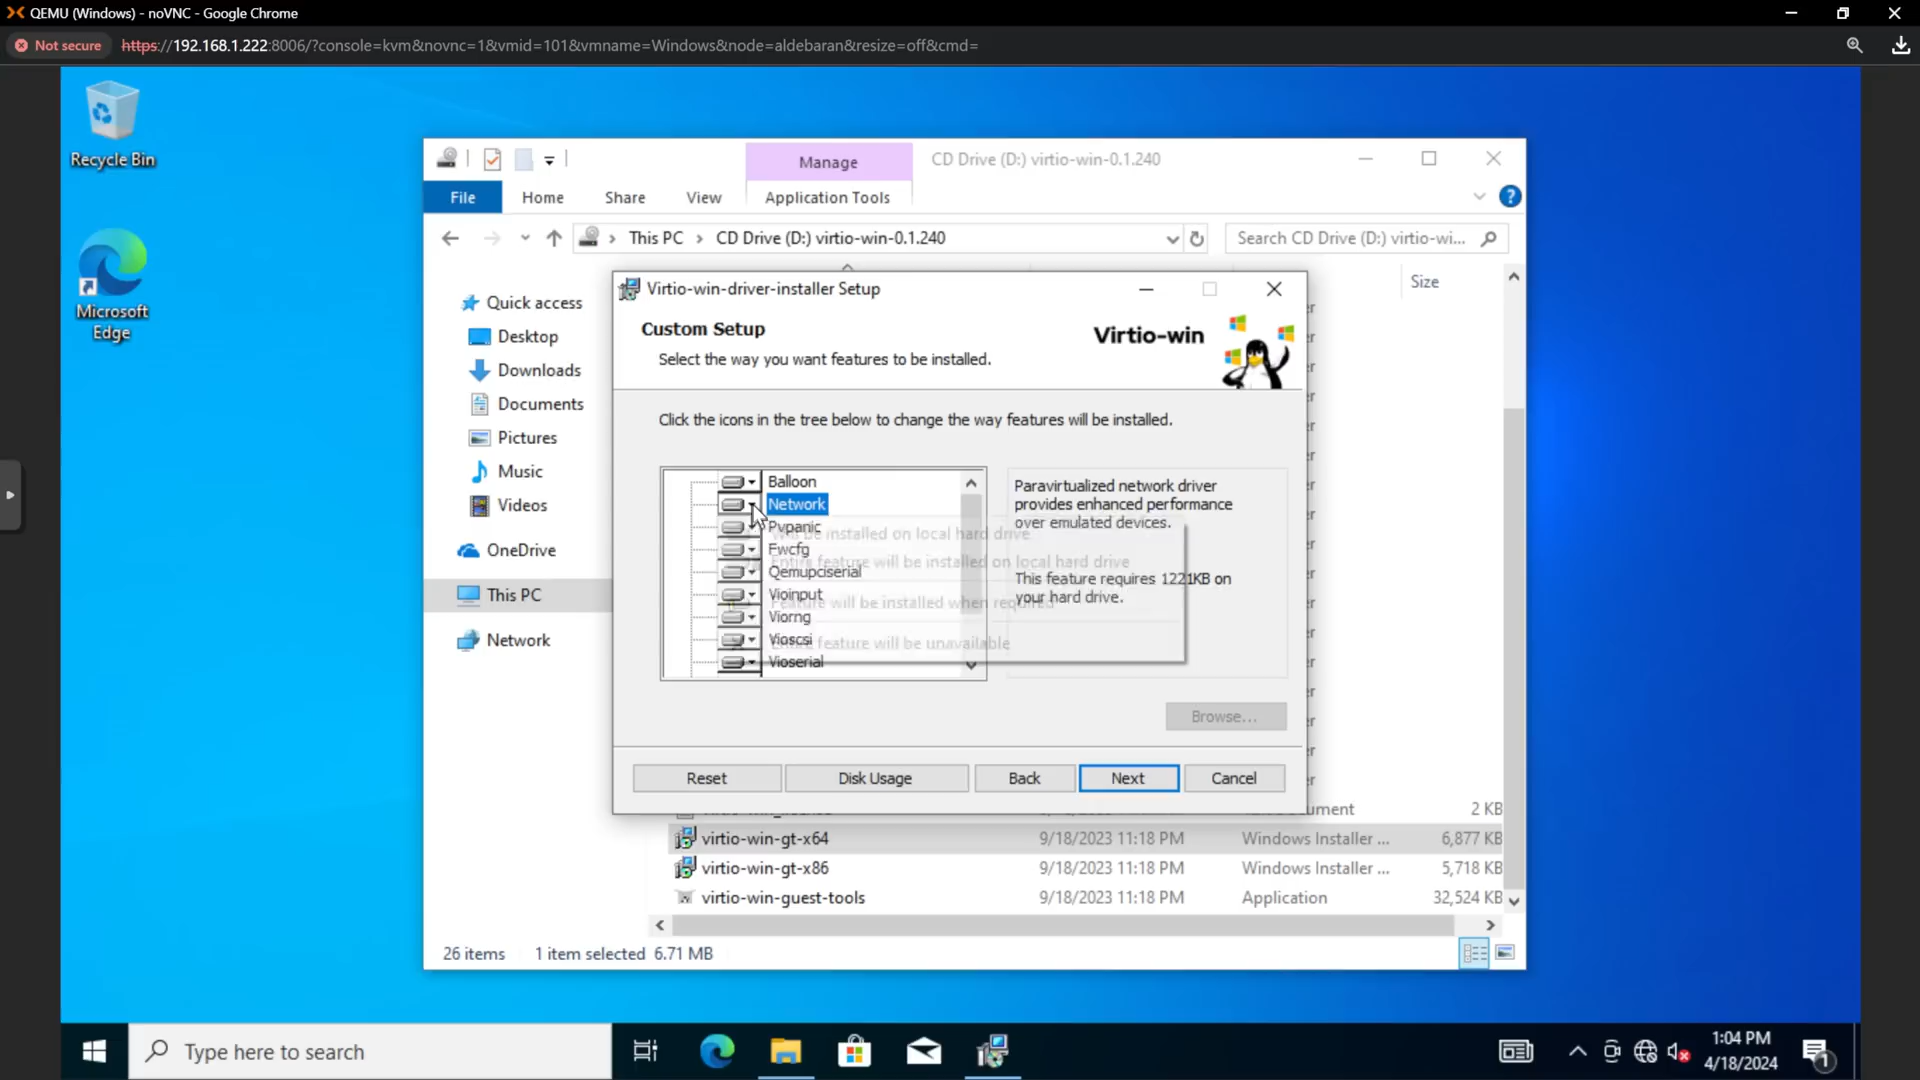 QEMU (Windows) - noVNC - Google Chrome
Not secure https://192.168.1.222:8006/?console=kvm&novnc=1&vmid=101&vmname=Windows&node=aldebaran&resize=off&cmd=
Recycle Bin
Microsoft
Edge
Manage
CD Drive (D:) virtio-win-0.1.240
File
Home
Share
View
Application Tools
This PC
CD Drive (D:) virtio-win-0.1.240
Search CD Drive (D:) virtio-wi...
Size
Quick access
Desktop
Downloads
Documents
Pictures
Music
Videos
OneDrive
This PC
Network
Virtio-win-driver-installer Setup
Custom Setup
Select the way you want features to be installed.
Virtio-win
Click the icons in the tree below to change the way features will be installed.
Balloon
Network
Pvpanic
Fwcfg
Qemupciserial
Vioinput
Viorng
Vioscsi
Vioserial
Will be installed on local hard drive
Entire feature will be installed on local hard drive
Feature will be installed when required
Entire feature will be unavailable
Paravirtualized network driver
provides enhanced performance
over emulated devices.
This feature requires 1221KB on
your hard drive.
Browse...
Reset
Disk Usage
Back
Next
Cancel
2 KB
virtio-win-gt-x64 9/18/2023 11:18 PM Windows Installer ... 6,877 KB
virtio-win-gt-x86 9/18/2023 11:18 PM Windows Installer ... 5,718 KB
virtio-win-guest-tools 9/18/2023 11:18 PM Application 32,524 KB
26 items 1 item selected 6.71 MB
Type here to search
1:04 PM
4/18/2024
1